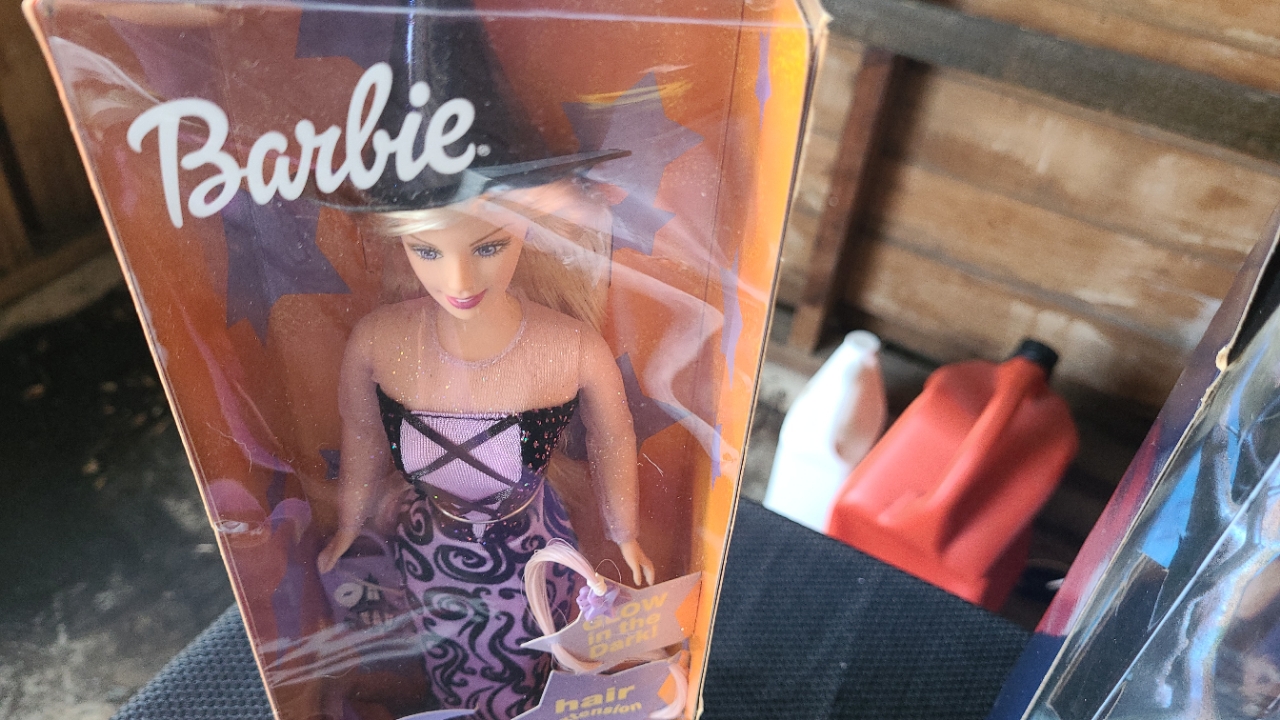 Barbie
GLOW
in the
Dark!
hair